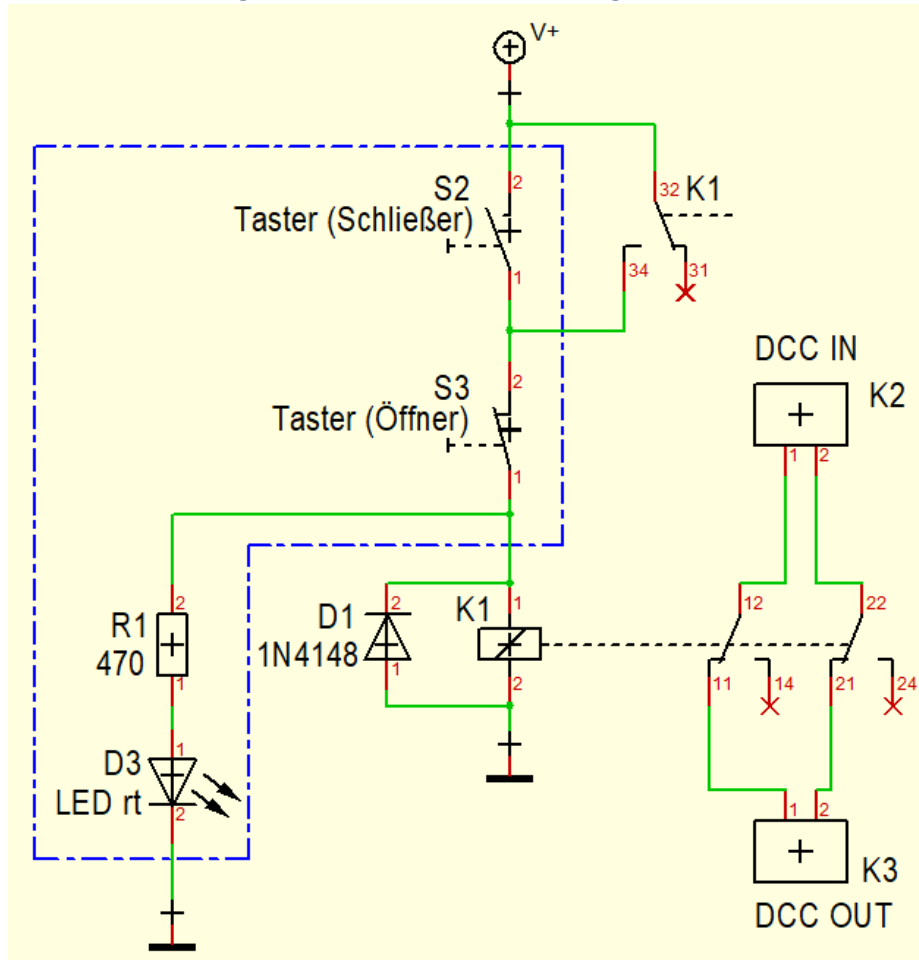 V+
2
S2
Taster (Schließer)
1
32 K1
34
31
2
S3
Taster (Öffner)
1
DCC IN
K2
1 2
12
22
11
14
21
24
1 2
K3
DCC OUT
2
R1
470
1
1
D3
LED rt
2
2
D1
1N4148
1
1
K1
2